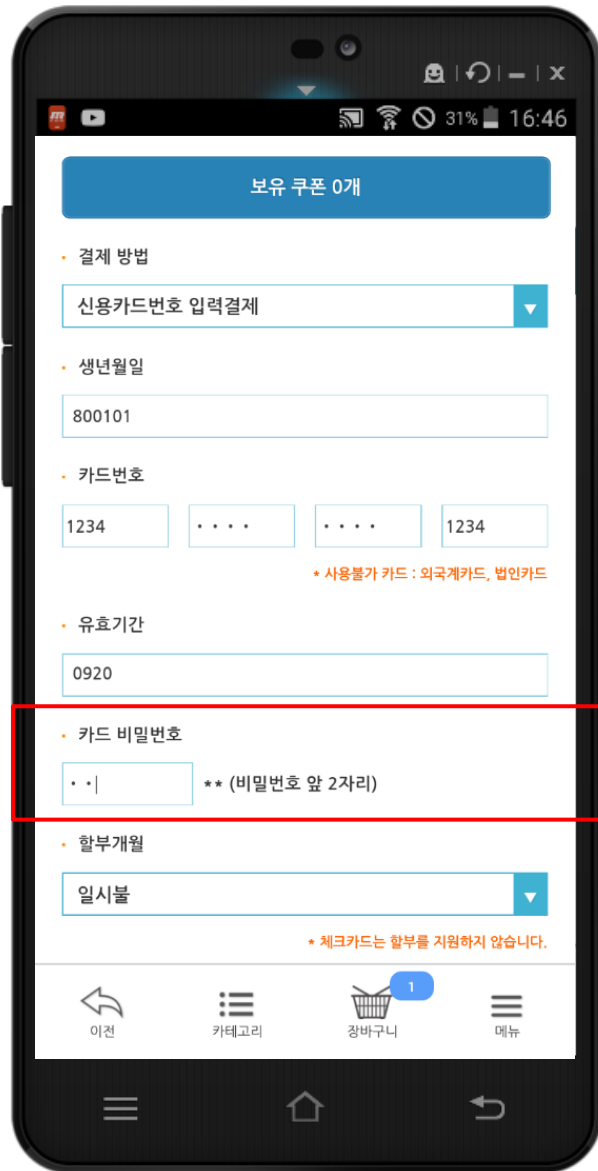 31% 16:46
보유 쿠폰 0개
• 결제 방법
신용카드번호 입력결제
• 생년월일
800101
• 카드번호
1234 •••• •••• 1234
* 사용불가 카드 : 외국계카드, 법인카드
• 유효기간
0920
• 카드 비밀번호
•• ** (비밀번호 앞 2자리)
• 할부개월
일시불
* 체크카드는 할부를 지원하지 않습니다.
1
이전 카테고리 장바구니 메뉴